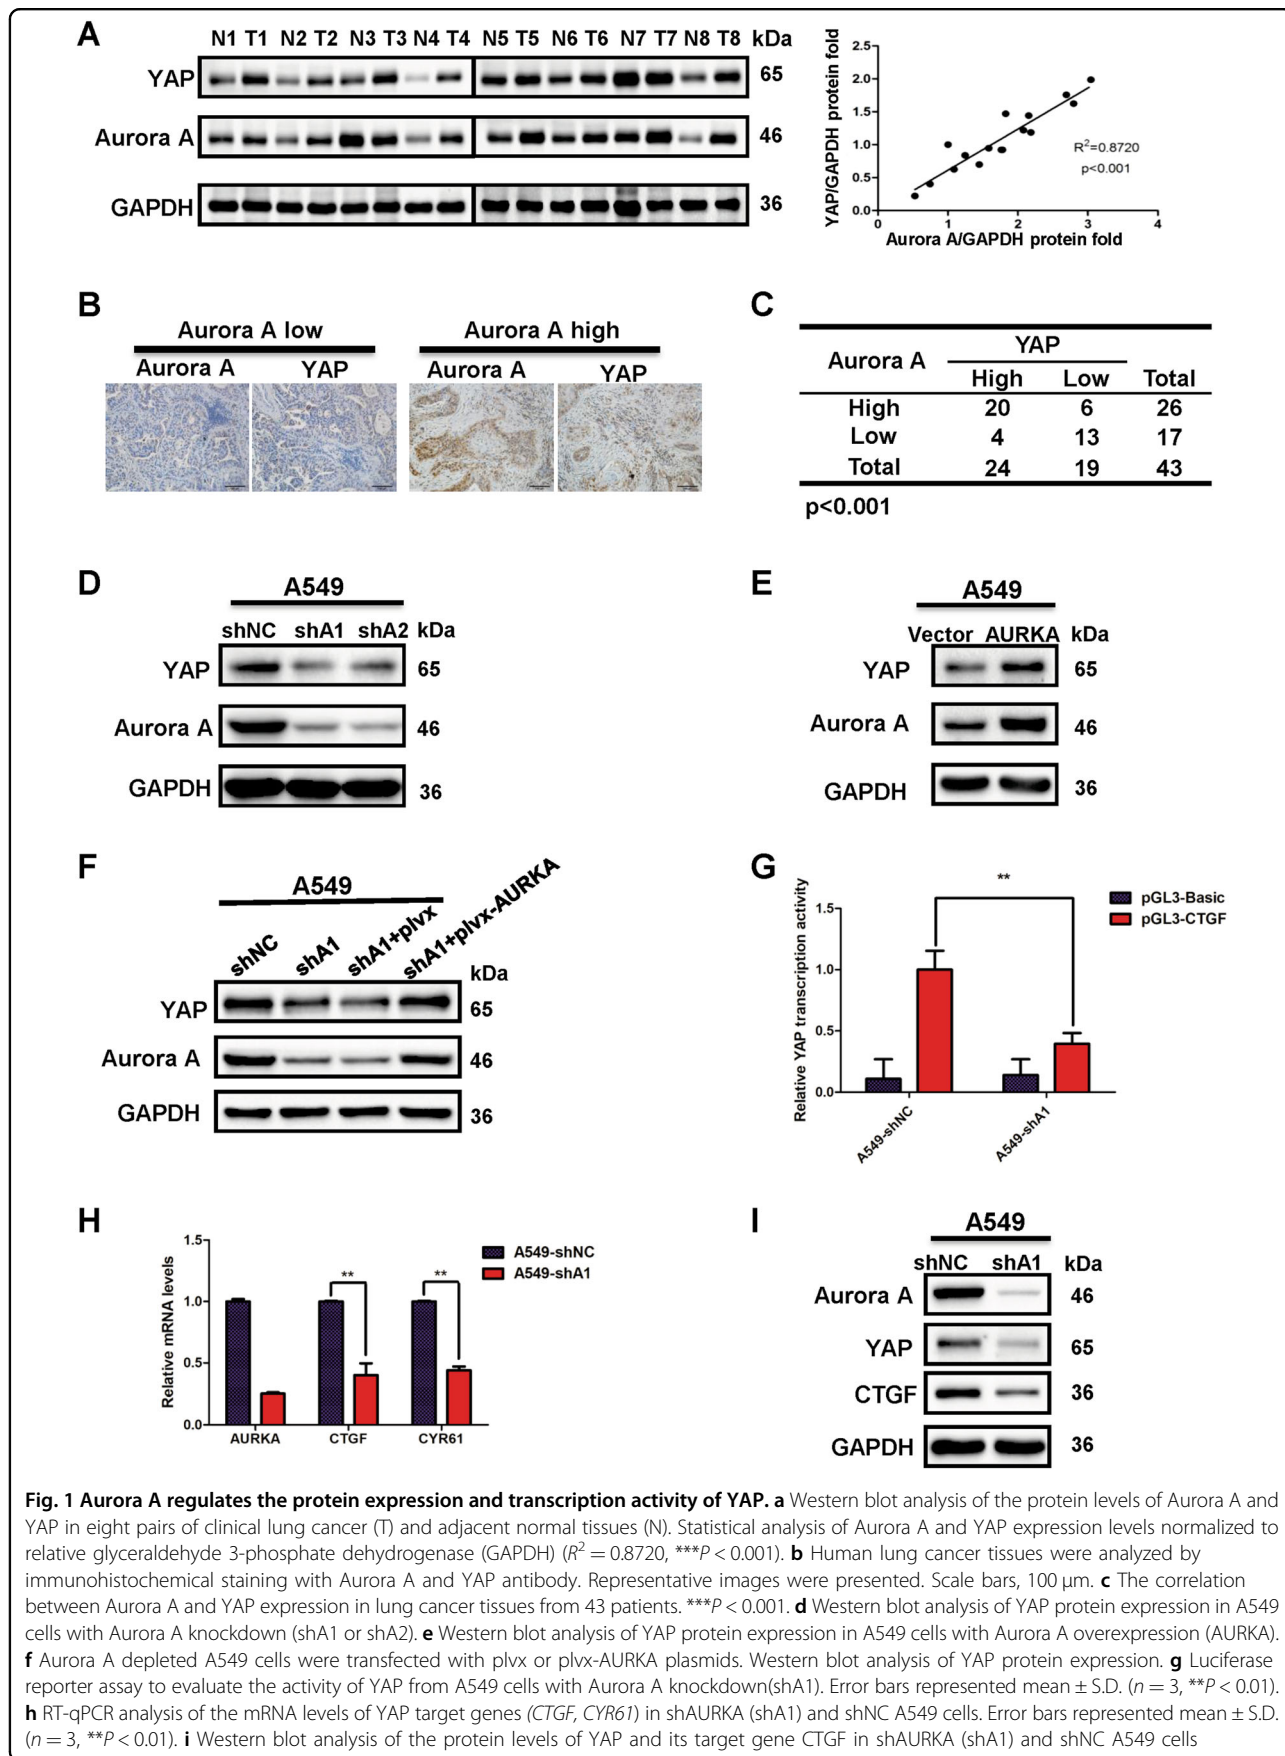 A
N1 T1 N2 T2 N3 T3 N4 T4 N5 T5 N6 T6 N7 T7 N8 T8 kDa
YAP 65
Aurora A 46
GAPDH 36
YAP/GAPDH protein fold
2.5
2.0
1.5
1.0
0.5
0.0
R²=0.8720
p<0.001
0 1 2 3 4
Aurora A/GAPDH protein fold
B
Aurora A low Aurora A high
Aurora A YAP Aurora A YAP
C
Aurora A YAP
High Low Total
High 20 6 26
Low 4 13 17
Total 24 19 43
p<0.001
D
A549
shNC shA1 shA2 kDa
YAP 65
Aurora A 46
GAPDH 36
E
A549
Vector AURKA kDa
YAP 65
Aurora A 46
GAPDH 36
F
A549
shNC shA1 shA1+plvx shA1+plvx-AURKA
kDa
YAP 65
Aurora A 46
GAPDH 36
G
Relative YAP transcription activity
1.5
1.0
0.5
0.0
**
pGL3-Basic
pGL3-CTGF
A549-shNC A549-shA1
H
Relative mRNA levels
1.5
1.0
0.5
0.0
** **
A549-shNC
A549-shA1
AURKA CTGF CYR61
I
A549
shNC shA1 kDa
Aurora A 46
YAP 65
CTGF 36
GAPDH 36
Fig. 1 Aurora A regulates the protein expression and transcription activity of YAP. a Western blot analysis of the protein levels of Aurora A and
YAP in eight pairs of clinical lung cancer (T) and adjacent normal tissues (N). Statistical analysis of Aurora A and YAP expression levels normalized to
relative glyceraldehyde 3-phosphate dehydrogenase (GAPDH) (R² = 0.8720, ***P < 0.001). b Human lung cancer tissues were analyzed by
immunohistochemical staining with Aurora A and YAP antibody. Representative images were presented. Scale bars, 100 μm. c The correlation
between Aurora A and YAP expression in lung cancer tissues from 43 patients. ***P < 0.001. d Western blot analysis of YAP protein expression in A549
cells with Aurora A knockdown (shA1 or shA2). e Western blot analysis of YAP protein expression in A549 cells with Aurora A overexpression (AURKA).
f Aurora A depleted A549 cells were transfected with plvx or plvx-AURKA plasmids. Western blot analysis of YAP protein expression. g Luciferase
reporter assay to evaluate the activity of YAP from A549 cells with Aurora A knockdown(shA1). Error bars represented mean ± S.D. (n = 3, **P < 0.01).
h RT-qPCR analysis of the mRNA levels of YAP target genes (CTGF, CYR61) in shAURKA (shA1) and shNC A549 cells. Error bars represented mean ± S.D.
(n = 3, **P < 0.01). i Western blot analysis of the protein levels of YAP and its target gene CTGF in shAURKA (shA1) and shNC A549 cells